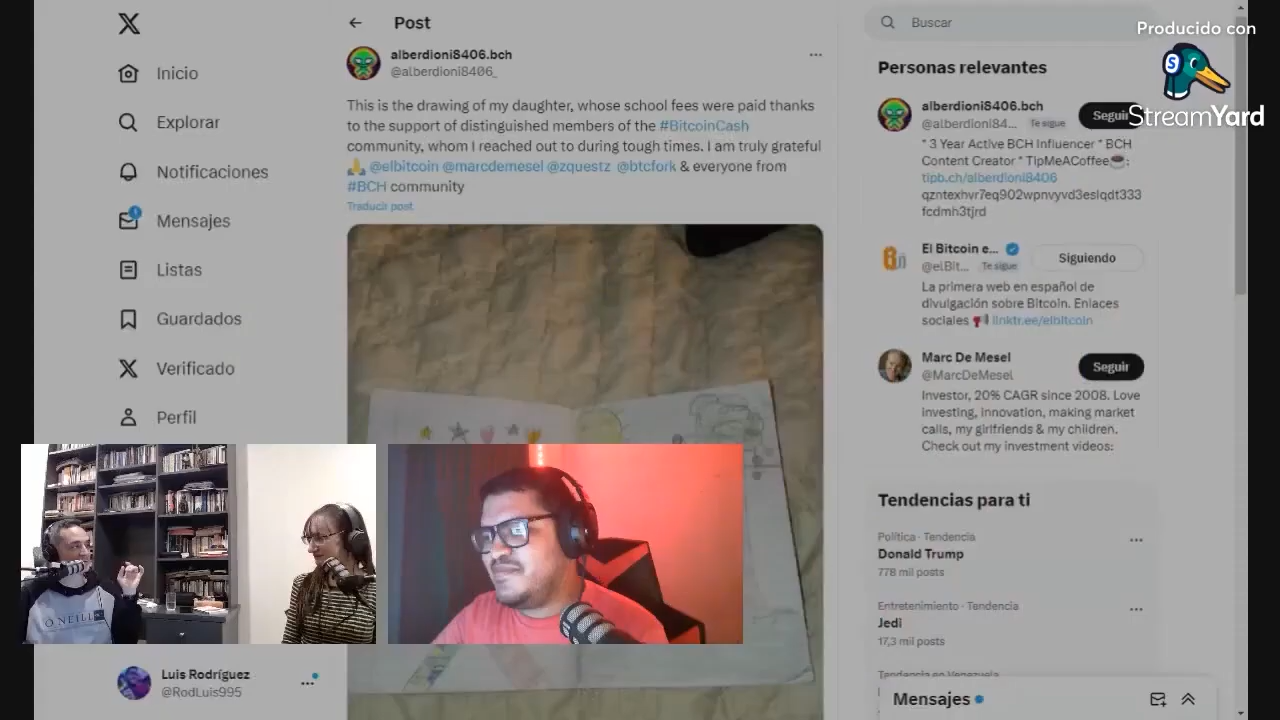 Producido con
StreamYard
Inicio
Explorar
Notificaciones
Mensajes
Listas
Guardados
Verificado
Perfil
Luis Rodríguez
@RodLuis995
Post
alberdioni8406.bch
@alberdioni8406_
This is the drawing of my daughter, whose school fees were paid thanks
to the support of distinguished members of the #BitcoinCash
community, whom I reached out to during tough times. I am truly grateful
🙏 @elbitcoin @marcdemesel @zquestz @btcfork & everyone from
#BCH community
Traducir post
O'NEILL
Buscar
Personas relevantes
alberdioni8406.bch
@alberdioni84... Te sigue
Seguir
* 3 Year Active BCH Influencer * BCH
Content Creator * TipMeACoffee☕:
tipb.ch/alberdioni8406
qzntexhvr7eq902wpnvyvd3eslqdt333
fcdmh3tjrd
El Bitcoin e...
@elBit... Te sigue
Siguiendo
La primera web en español de
divulgación sobre Bitcoin. Enlaces
sociales 📢 linktr.ee/elbitcoin
Marc De Mesel
@MarcDeMesel
Seguir
Investor, 20% CAGR since 2008. Love
investing, innovation, making market
calls, my girlfriends & my children.
Check out my investment videos:
Tendencias para ti
Política · Tendencia
Donald Trump
778 mil posts
Entretenimiento · Tendencia
Jedi
17,3 mil posts
Tendencia en Venezuela
Mensajes